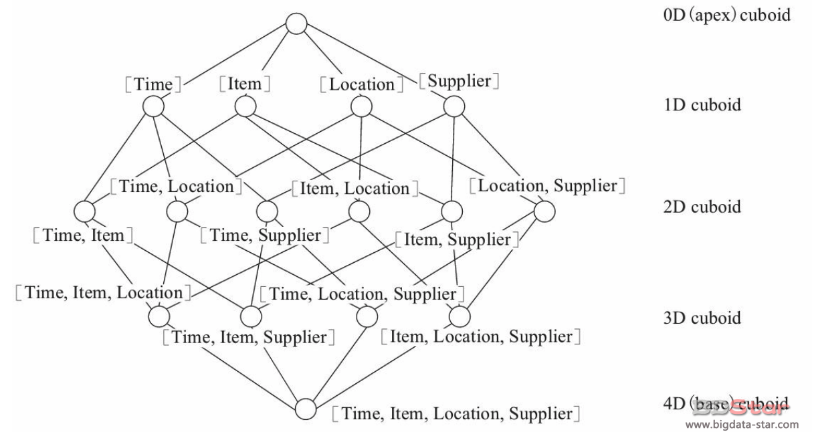 0D(apex) cuboid
[Time] [Item] [Location] [Supplier]
1D cuboid
[Time, Location] [Item, Location] [Location, Supplier]
2D cuboid
[Time, Item] [Time, Supplier] [Item, Supplier]
[Time, Item, Location] [Time, Location, Supplier]
3D cuboid
[Time, Item, Supplier] [Item, Location, Supplier]
4D(base) cuboid
[Time, Item, Location, Supplier]
BDStar
www.bigdata-star.com